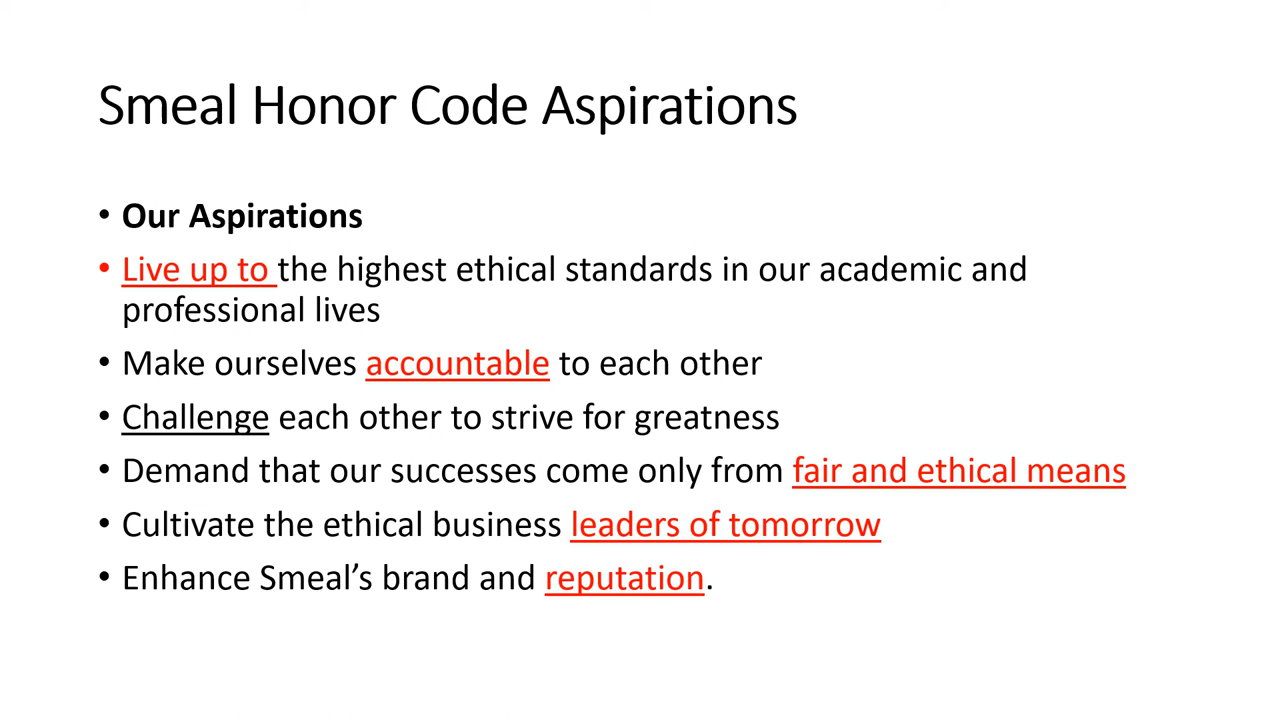 Smeal Honor Code Aspirations
• Our Aspirations
• Live up to the highest ethical standards in our academic and
professional lives
• Make ourselves accountable to each other
• Challenge each other to strive for greatness
• Demand that our successes come only from fair and ethical means
• Cultivate the ethical business leaders of tomorrow
• Enhance Smeal’s brand and reputation.